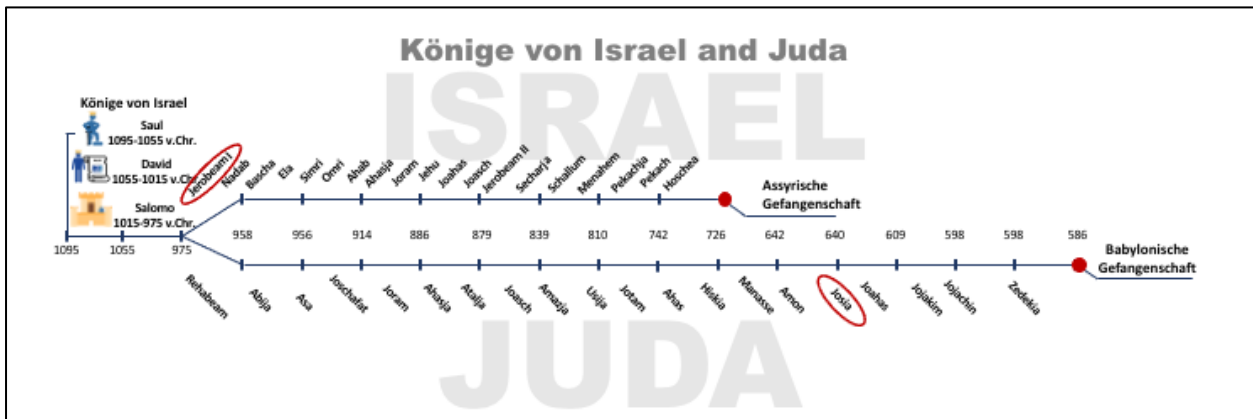 Könige von Israel and Juda
ISRAEL
Könige von Israel
Saul
1095-1055 v.Chr.
David
1055-1015 v.Chr.
Salomo
1015-975 v.Chr.
Jerobeam I
Nadab
Bascha
Ela
Simri
Omri
Ahab
Ahasja
Joram
Jehu
Joahas
Joasch
Jerobeam II
Secharja
Schallum
Menahem
Pekachja
Pekach
Hoschea
Assyrische
Gefangenschaft
1095 1055 975 958 956 914 886 879 839 810 742 726 642 640 609 598 598 586
Babylonische
Gefangenschaft
Rehabeam
Abija
Asa
Joschafat
Joram
Ahasja
Atalja
Joasch
Amazja
Usija
Jotam
Ahas
Hiskia
Manasse
Amon
Josia
Joahas
Jojakim
Jojachin
Zedekia
JUDA